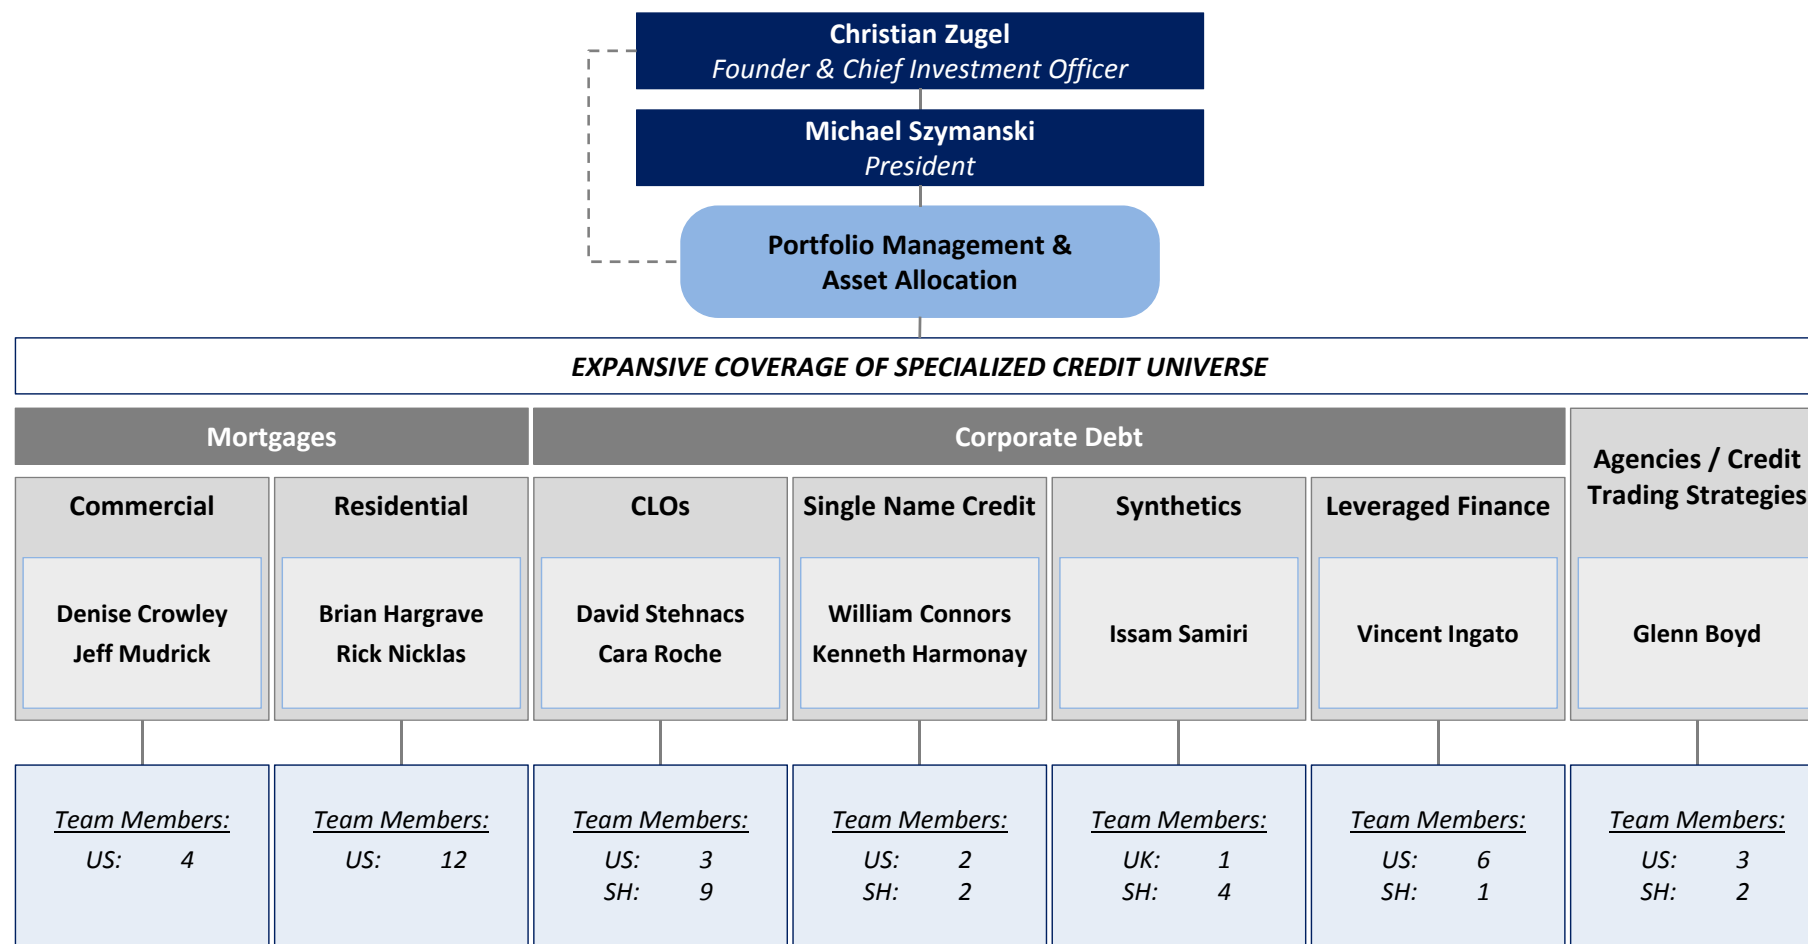 Christian Zugel
Founder & Chief Investment Officer
Michael Szymanski
President
Portfolio Management &
Asset Allocation
EXPANSIVE COVERAGE OF SPECIALIZED CREDIT UNIVERSE
Mortgages
Corporate Debt
Agencies / Credit
Trading Strategies
Commercial
Residential
CLOs
Single Name Credit
Synthetics
Leveraged Finance
Denise Crowley
Jeff Mudrick
Brian Hargrave
Rick Nicklas
David Stehnacs
Cara Roche
William Connors
Kenneth Harmonay
Issam Samiri
Vincent Ingato
Glenn Boyd
Team Members:
US: 4
Team Members:
US: 12
Team Members:
US: 3
SH: 9
Team Members:
US: 2
SH: 2
Team Members:
UK: 1
SH: 4
Team Members:
US: 6
SH: 1
Team Members:
US: 3
SH: 2